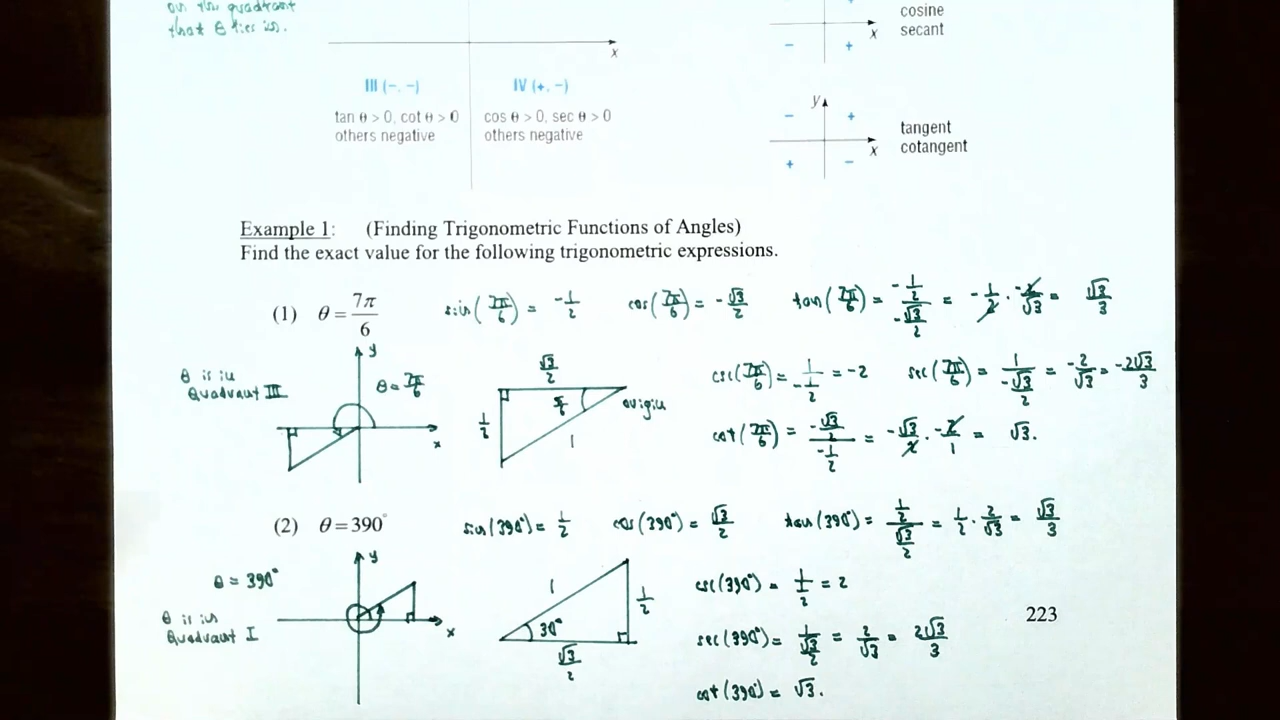 on the quadrant
that θ lies in.
cosine
secant
x
x
III (−, −)
IV (+, −)
− +
tan θ > 0, cot θ > 0
others negative
cos θ > 0, sec θ > 0
others negative
y
− +
tangent
cotangent
x
+ −
Example 1: (Finding Trigonometric Functions of Angles)
Find the exact value for the following trigonometric expressions.
(1) θ = 7π/6
sin(7π/6) = -1/2
cos(7π/6) = -√3/2
tan(7π/6) = (-1/2)/(-√3/2) = -1/2 · -2/√3 = √3/3
θ is in
Quadrant III
y
θ = 7π/6
x
√3/2
1/2
π/6
1
origin
csc(7π/6) = 1/(-1/2) = -2
sec(7π/6) = 1/(-√3/2) = -2/√3 = -2√3/3
cot(7π/6) = (-√3/2)/(-1/2) = -√3/2 · -2/1 = √3.
(2) θ = 390°
sin(390°) = 1/2
cos(390°) = √3/2
tan(390°) = (1/2)/(√3/2) = 1/2 · 2/√3 = √3/3
θ = 390°
y
x
θ is in
Quadrant I
1
1/2
30°
√3/2
csc(390°) = 1/(1/2) = 2
sec(390°) = 1/(√3/2) = 2/√3 = 2√3/3
cot(390°) = √3.
223